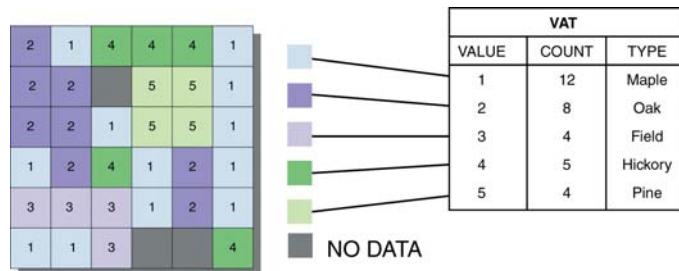 2 1 4 4 4 1
2 2 5 5 1
2 2 1 5 5 1
1 2 4 1 2 1
3 3 3 1 2 1
1 1 3 4
NO DATA
VAT
VALUE COUNT TYPE
1 12 Maple
2 8 Oak
3 4 Field
4 5 Hickory
5 4 Pine